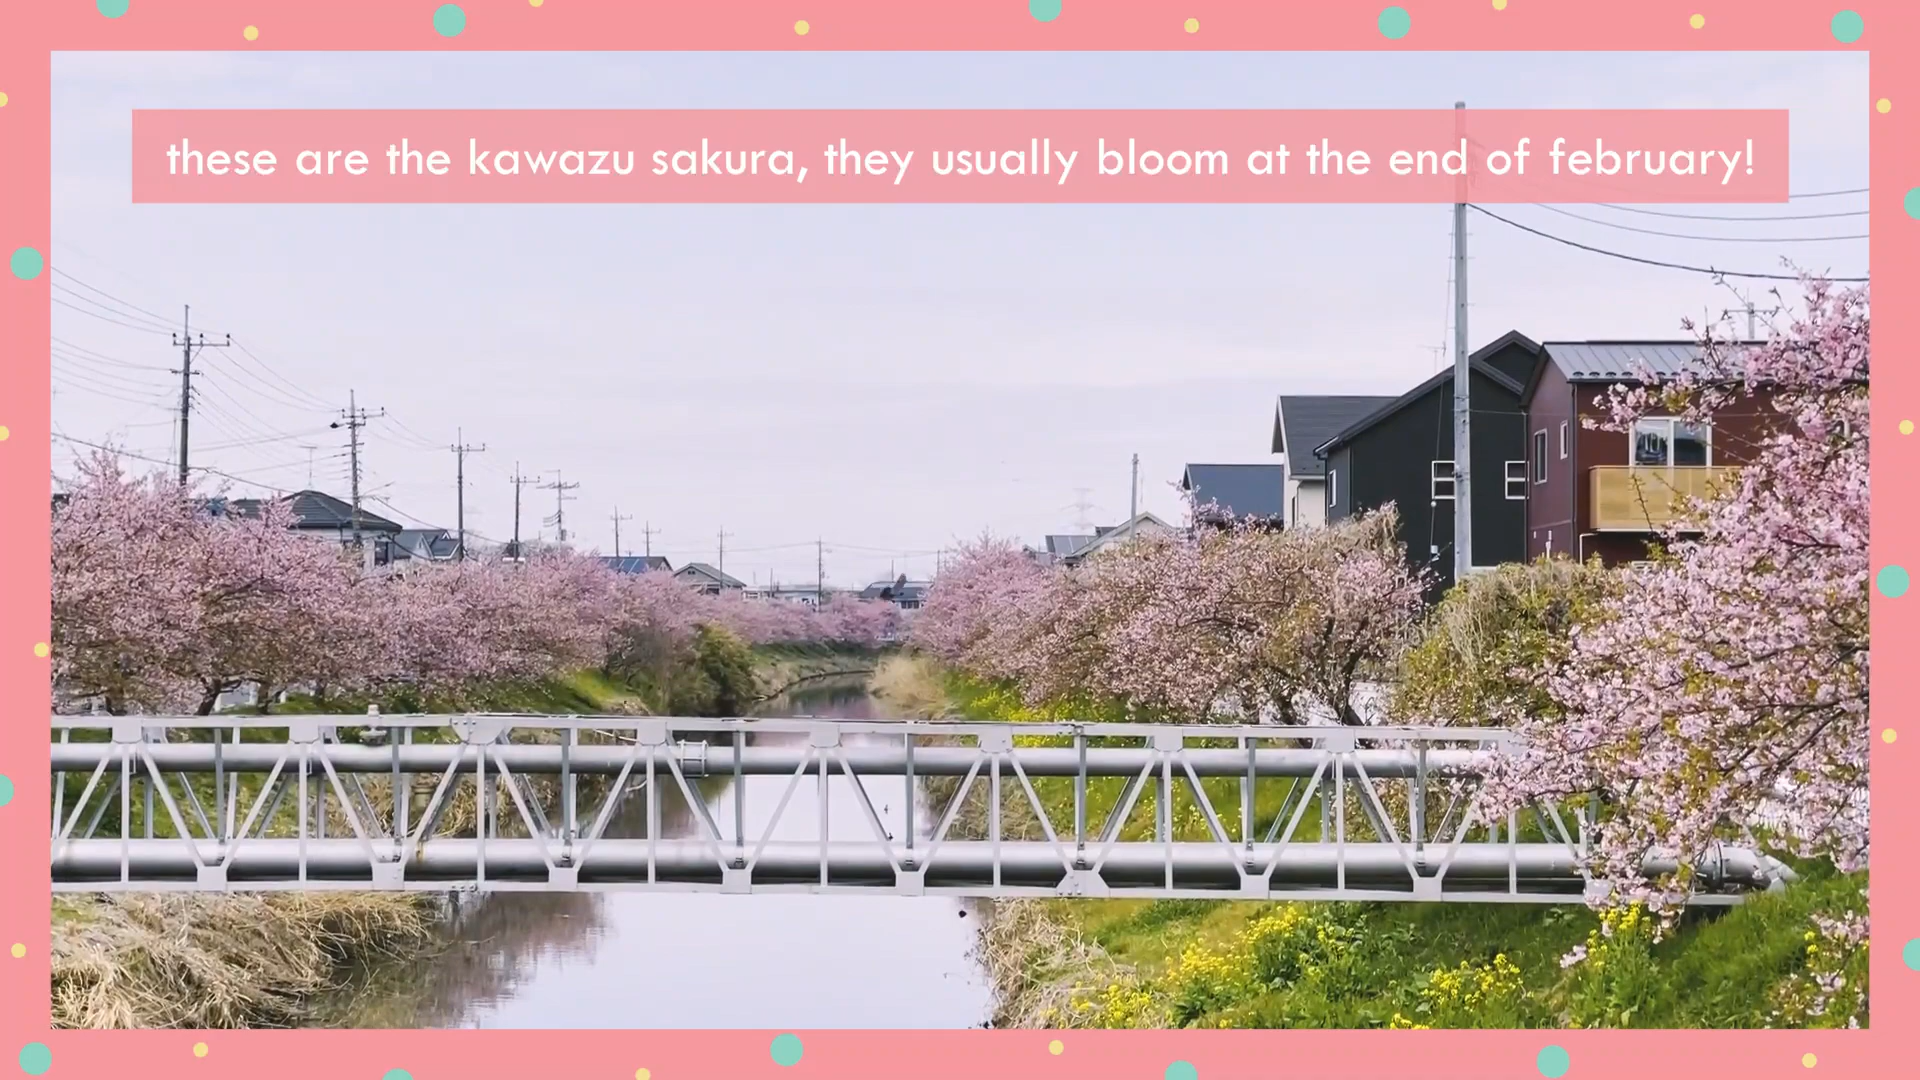 these are the kawazu sakura, they usually bloom at the end of february!